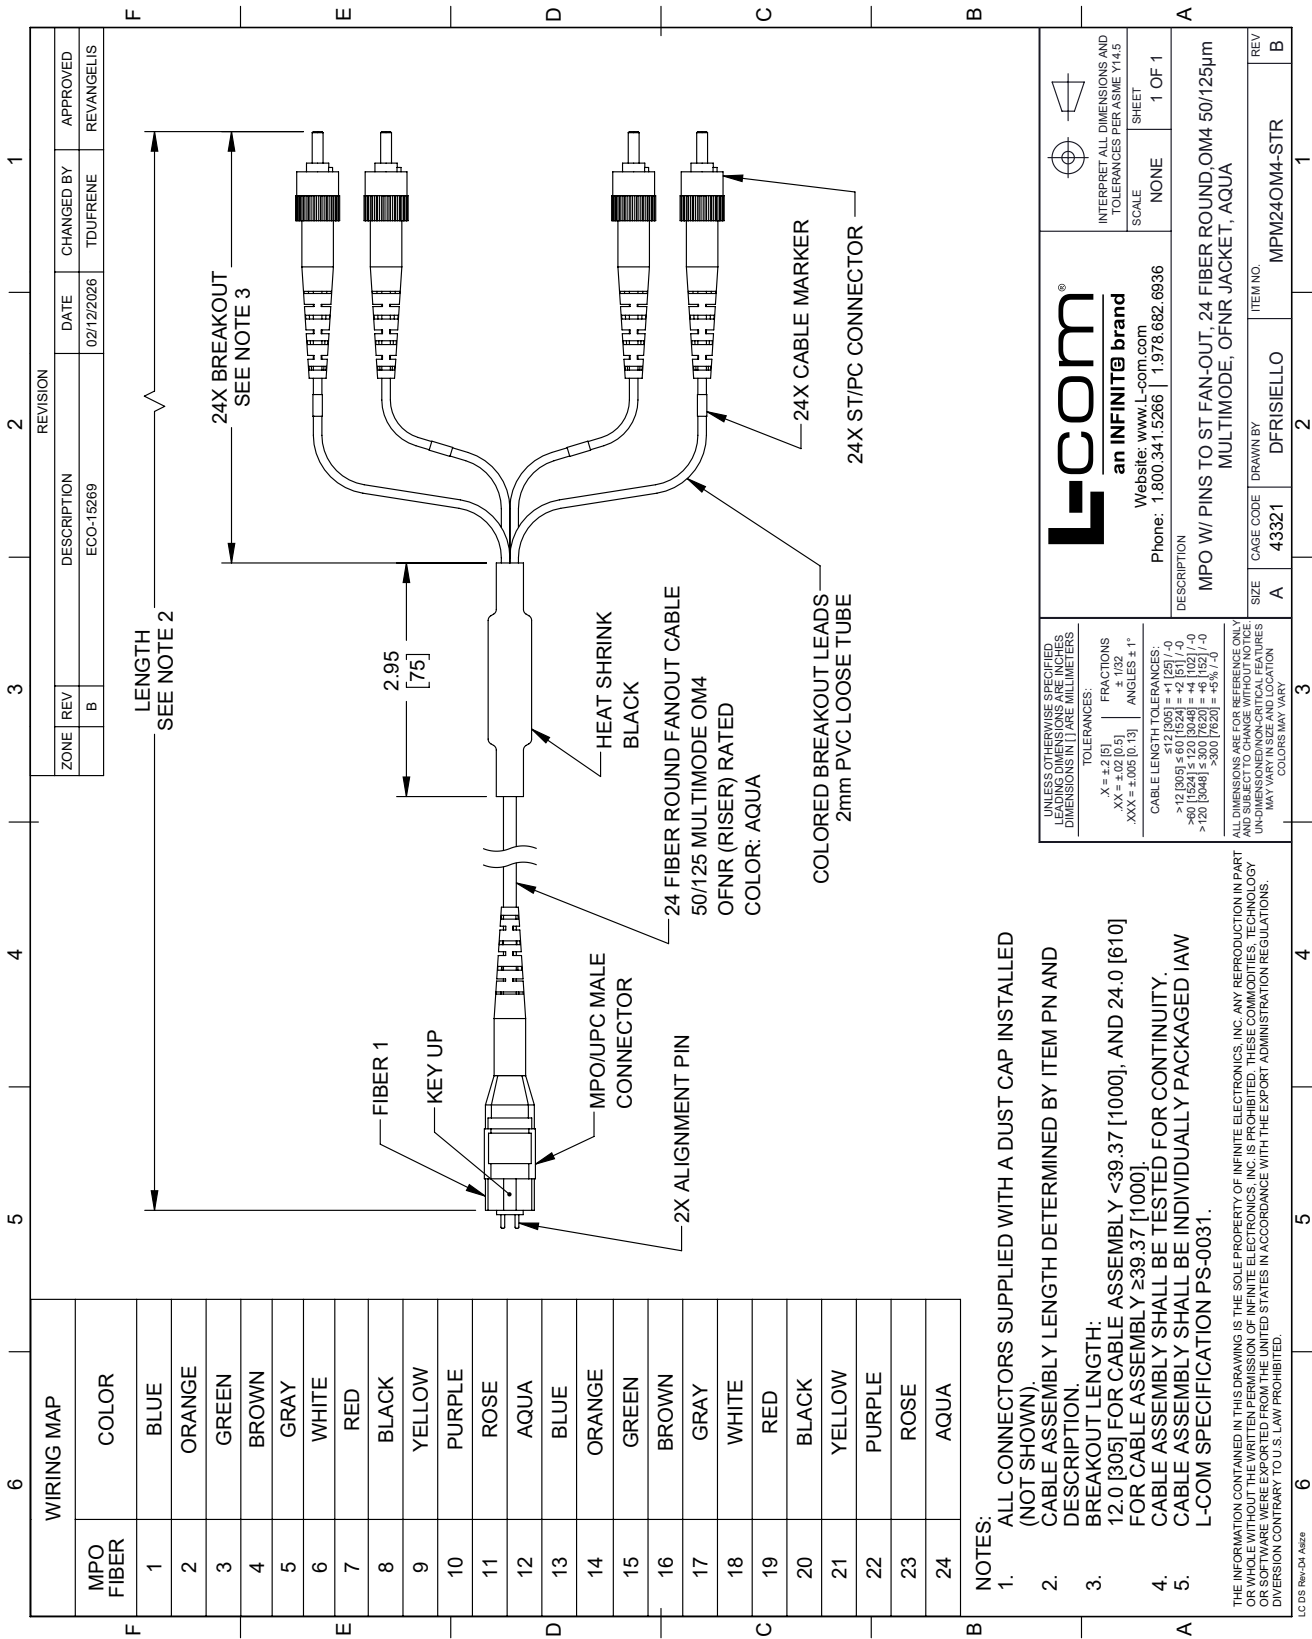 6
5
4
3
2
1
F
E
D
C
B
A
REVISION
ZONE
REV
DESCRIPTION
DATE
CHANGED BY
APPROVED
B
ECO-15269
02/12/2026
TDUFRENE
REVANGELIS
WIRING MAP
MPO FIBER
COLOR
1 BLUE
2 ORANGE
3 GREEN
4 BROWN
5 GRAY
6 WHITE
7 RED
8 BLACK
9 YELLOW
10 PURPLE
11 ROSE
12 AQUA
13 BLUE
14 ORANGE
15 GREEN
16 BROWN
17 GRAY
18 WHITE
19 RED
20 BLACK
21 YELLOW
22 PURPLE
23 ROSE
24 AQUA
LENGTH
SEE NOTE 2
24X BREAKOUT
SEE NOTE 3
2.95
[75]
FIBER 1
KEY UP
MPO/UPC MALE
CONNECTOR
2X ALIGNMENT PIN
HEAT SHRINK
BLACK
24 FIBER ROUND FANOUT CABLE
50/125 MULTIMODE OM4
OFNR (RISER) RATED
COLOR: AQUA
COLORED BREAKOUT LEADS
2mm PVC LOOSE TUBE
24X CABLE MARKER
24X ST/PC CONNECTOR
NOTES:
1. ALL CONNECTORS SUPPLIED WITH A DUST CAP INSTALLED
(NOT SHOWN).
2. CABLE ASSEMBLY LENGTH DETERMINED BY ITEM PN AND
DESCRIPTION.
3. BREAKOUT LENGTH:
12.0 [305] FOR CABLE ASSEMBLY <39.37 [1000], AND 24.0 [610]
FOR CABLE ASSEMBLY ≥39.37 [1000].
4. CABLE ASSEMBLY SHALL BE TESTED FOR CONTINUITY.
5. CABLE ASSEMBLY SHALL BE INDIVIDUALLY PACKAGED IAW
L-COM SPECIFICATION PS-0031.
THE INFORMATION CONTAINED IN THIS DRAWING IS THE SOLE PROPERTY OF INFINITE ELECTRONICS, INC. ANY REPRODUCTION IN PART
OR WHOLE WITHOUT THE WRITTEN PERMISSION OF INFINITE ELECTRONICS, INC. IS PROHIBITED. THESE COMMODITIES, TECHNOLOGY
OR SOFTWARE WERE EXPORTED FROM THE UNITED STATES IN ACCORDANCE WITH THE EXPORT ADMINISTRATION REGULATIONS.
DIVERSION CONTRARY TO U.S. LAW PROHIBITED.
UNLESS OTHERWISE SPECIFIED
LEADING DIMENSIONS ARE INCHES
DIMENSIONS IN [ ] ARE MILLIMETERS
TOLERANCES:
.X = ±.2 [5]
.XX = ±.02 [0.5]
.XXX = ±.005 [0.13]
FRACTIONS
± 1/32
ANGLES ± 1°
CABLE LENGTH TOLERANCES:
≤12 [305] = +1 [25] / -0
>12 [305] ≤ 60 [1524] = +2 [51] / -0
>60 [1524] ≤ 120 [3048] = +4 [102] / -0
>120 [3048] ≤ 300 [7620] = +6 [152] / -0
>300 [7620] = +5% / -0
ALL DIMENSIONS ARE FOR REFERENCE ONLY
AND SUBJECT TO CHANGE WITHOUT NOTICE.
UN-DIMENSIONED/NON-CRITICAL FEATURES
MAY VARY IN SIZE AND LOCATION
COLORS MAY VARY
L-com®
an INFINIT@ brand
Website: www.L-com.com
Phone: 1.800.341.5266 | 1.978.682.6936
INTERPRET ALL DIMENSIONS AND
TOLERANCES PER ASME Y14.5
SCALE
NONE
SHEET
1 OF 1
DESCRIPTION
MPO W/ PINS TO ST FAN-OUT, 24 FIBER ROUND,OM4 50/125µm
MULTIMODE, OFNR JACKET, AQUA
SIZE
A
CAGE CODE
43321
DRAWN BY
DFRISIELLO
ITEM NO.
MPM24OM4-STR
REV
B
F
E
D
C
B
A
6
5
4
3
2
1
LC DS Rev-D4 Asize